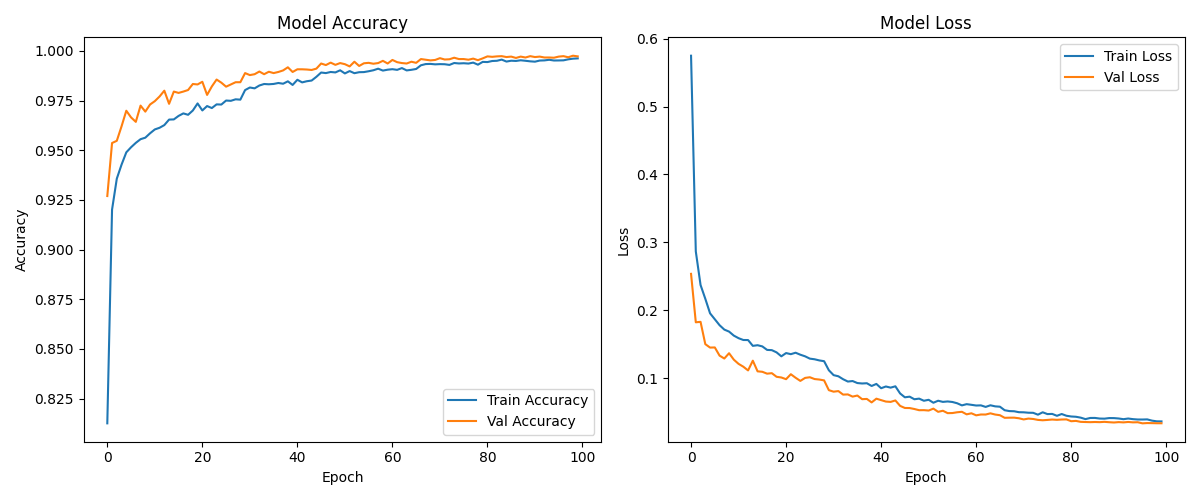 Model Accuracy
1.000
0.975
0.950
0.925
0.900
0.875
0.850
0.825
Accuracy
0 20 40 60 80 100
Epoch
Train Accuracy
Val Accuracy
Model Loss
0.6
0.5
0.4
0.3
0.2
0.1
Loss
0 20 40 60 80 100
Epoch
Train Loss
Val Loss